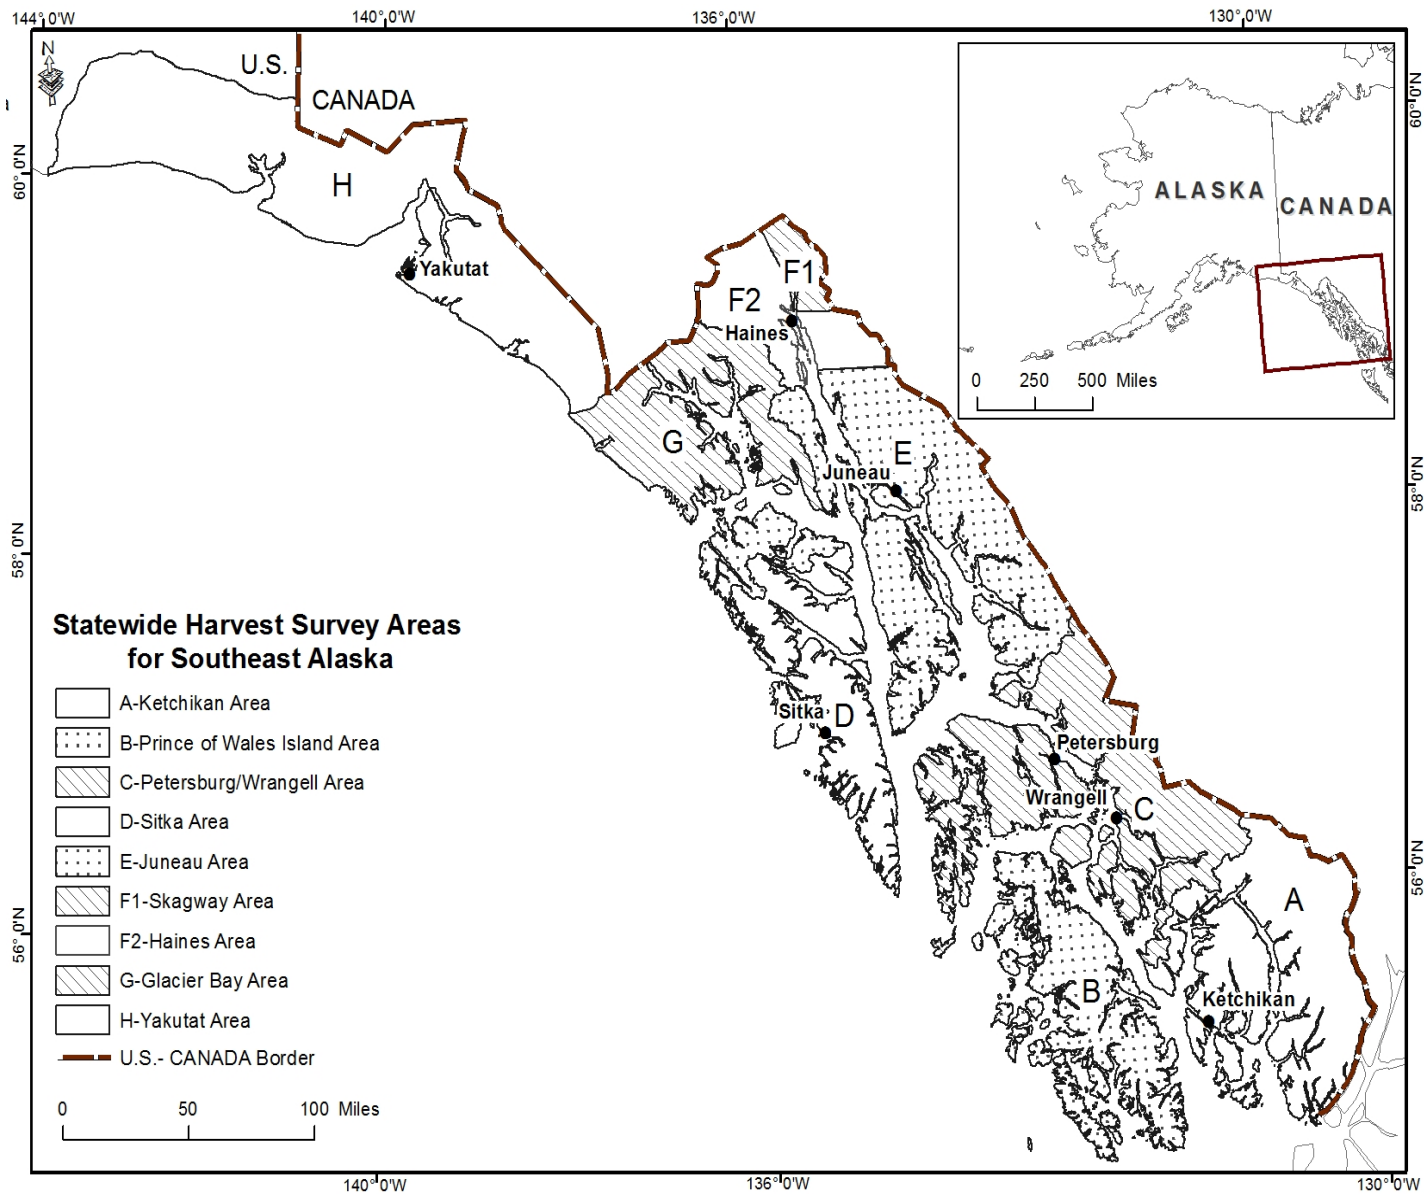 144°0'W 140°0'W 136°0'W 130°0'W
N
U.S.
CANADA
60°0'N
60°0'N
H
ALASKA
CANADA
Yakutat
F1
F2
Haines
0 250 500 Miles
G
E
Juneau
58°0'N
58°0'N
Statewide Harvest Survey Areas
for Southeast Alaska
A-Ketchikan Area
B-Prince of Wales Island Area
C-Petersburg/Wrangell Area
D-Sitka Area
E-Juneau Area
F1-Skagway Area
F2-Haines Area
G-Glacier Bay Area
H-Yakutat Area
U.S.- CANADA Border
0 50 100 Miles
Sitka
D
Petersburg
Wrangell
C
56°0'N
56°0'N
A
B
Ketchikan
140°0'W 136°0'W 130°0'W